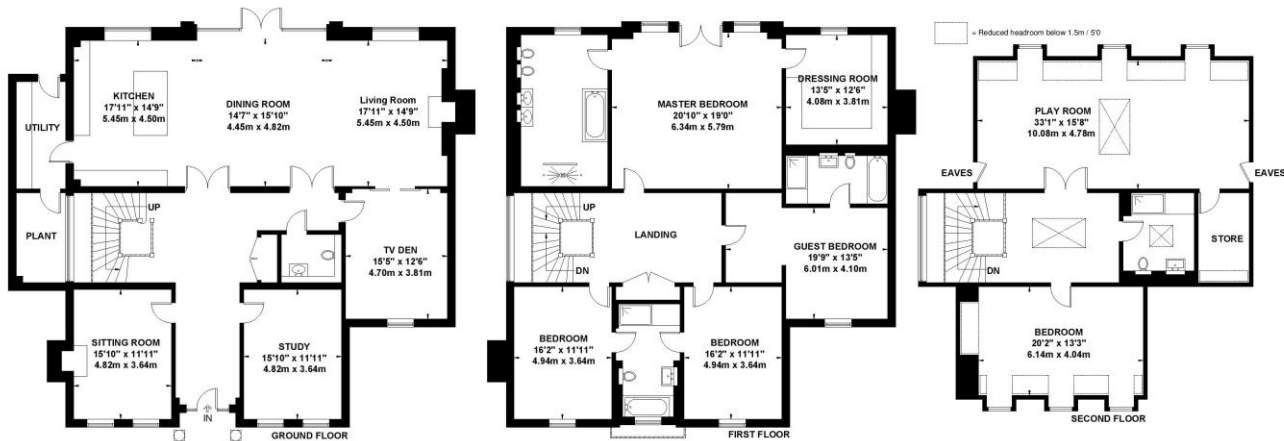 KITCHEN
17'11" x 14'9"
5.45m x 4.50m
DINING ROOM
14'7" x 15'10"
4.45m x 4.82m
Living Room
17'11" x 14'9"
5.45m x 4.50m
UTILITY
PLANT
UP
TV DEN
15'5" x 12'6"
4.70m x 3.81m
SITTING ROOM
15'10" x 11'11"
4.82m x 3.64m
STUDY
15'10" x 11'11"
4.82m x 3.64m
IN
GROUND FLOOR
MASTER BEDROOM
20'10" x 19'0"
6.34m x 5.79m
DRESSING ROOM
13'5" x 12'6"
4.08m x 3.81m
UP
LANDING
DN
GUEST BEDROOM
19'9" x 13'5"
6.01m x 4.10m
BEDROOM
16'2" x 11'11"
4.94m x 3.64m
BEDROOM
16'2" x 11'11"
4.94m x 3.64m
FIRST FLOOR
= Reduced headroom below 1.5m / 5'0
PLAY ROOM
33'1" x 15'8"
10.08m x 4.78m
EAVES
EAVES
DN
STORE
BEDROOM
20'2" x 13'3"
6.14m x 4.04m
SECOND FLOOR